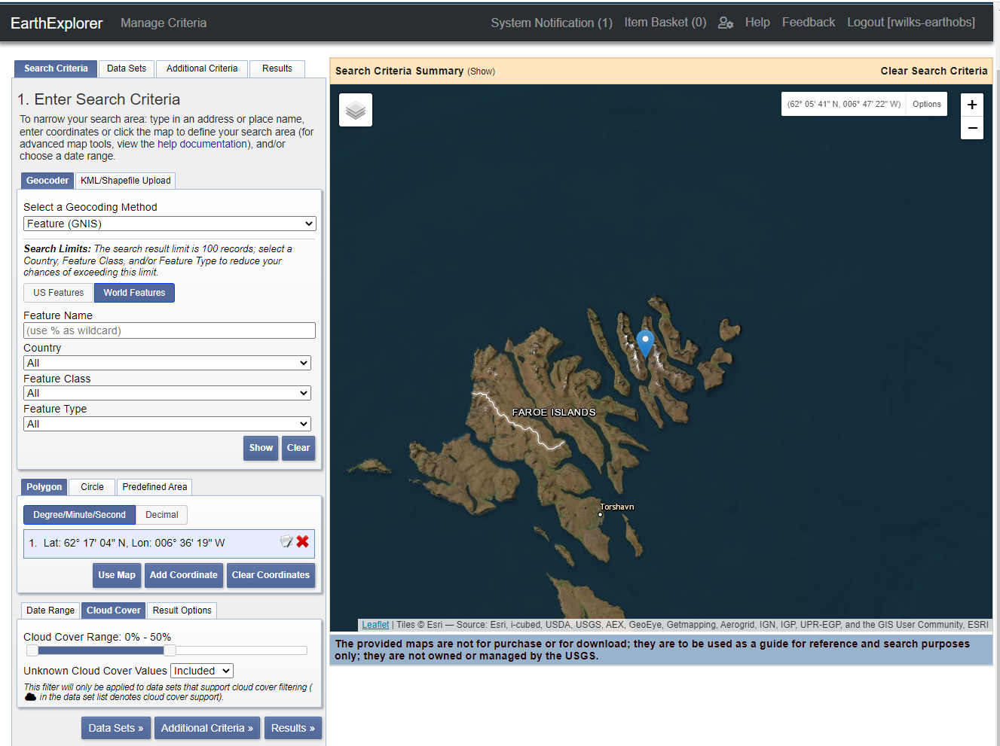 EarthExplorer Manage Criteria System Notification (1) Item Basket (0) Help Feedback Logout [rwilks-earthobs]
Search Criteria Data Sets Additional Criteria Results
1. Enter Search Criteria
To narrow your search area: type in an address or place name,
enter coordinates or click the map to define your search area (for
advanced map tools, view the help documentation), and/or
choose a date range.
Geocoder KML/Shapefile Upload
Select a Geocoding Method
Feature (GNIS)
Search Limits: The search result limit is 100 records; select a
Country, Feature Class, and/or Feature Type to reduce your
chances of exceeding this limit.
US Features World Features
Feature Name
(use % as wildcard)
Country
All
Feature Class
All
Feature Type
All
Show Clear
Polygon Circle Predefined Area
Degree/Minute/Second Decimal
1. Lat: 62° 17' 04" N, Lon: 006° 36' 19" W
Use Map Add Coordinate Clear Coordinates
Date Range Cloud Cover Result Options
Cloud Cover Range: 0% - 50%
Unknown Cloud Cover Values Included
This filter will only be applied to data sets that support cloud cover filtering (
in the data set list denotes cloud cover support).
Data Sets » Additional Criteria » Results »
Search Criteria Summary (Show) Clear Search Criteria
(62° 05' 41" N, 006° 47' 22" W) Options
+
−
FAROE ISLANDS
Torshavn
Leaflet | Tiles © Esri — Source: Esri, i-cubed, USDA, USGS, AEX, GeoEye, Getmapping, Aerogrid, IGN, IGP, UPR-EGP, and the GIS User Community, ESRI
The provided maps are not for purchase or for download; they are to be used as a guide for reference and search purposes
only; they are not owned or managed by the USGS.